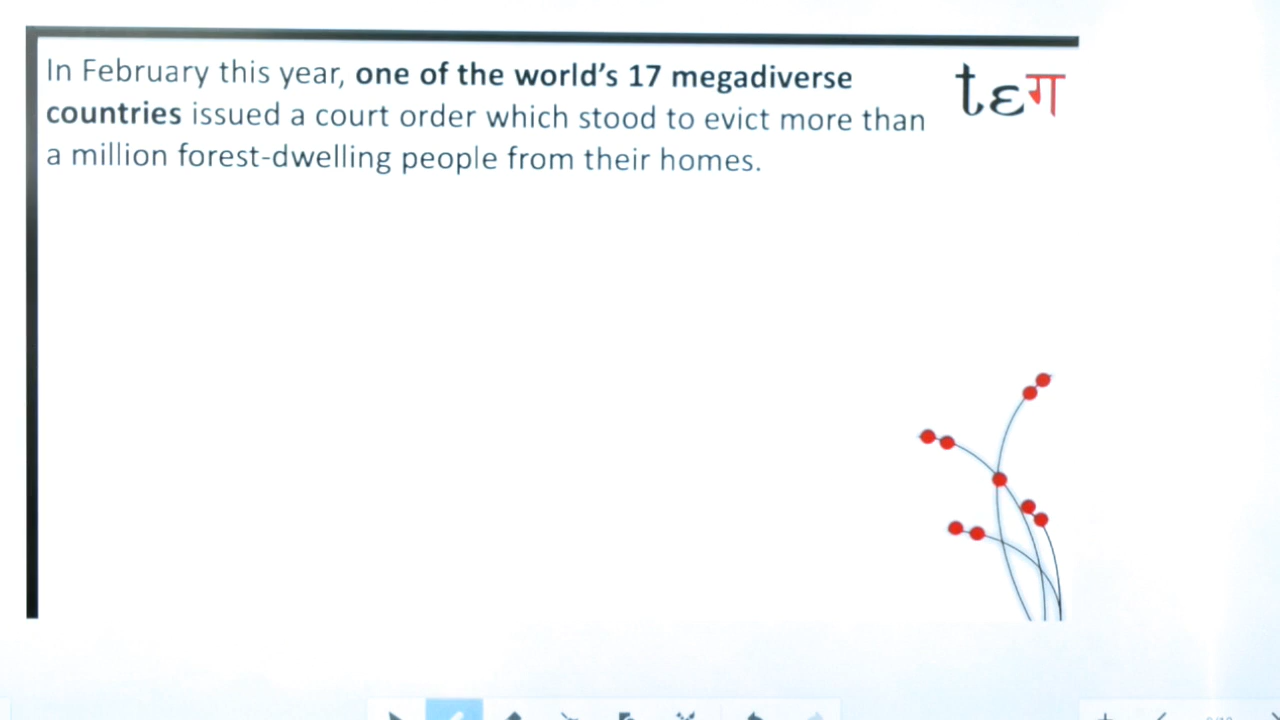 In February this year, one of the world's 17 megadiverse
countries issued a court order which stood to evict more than
a million forest-dwelling people from their homes.
tεग